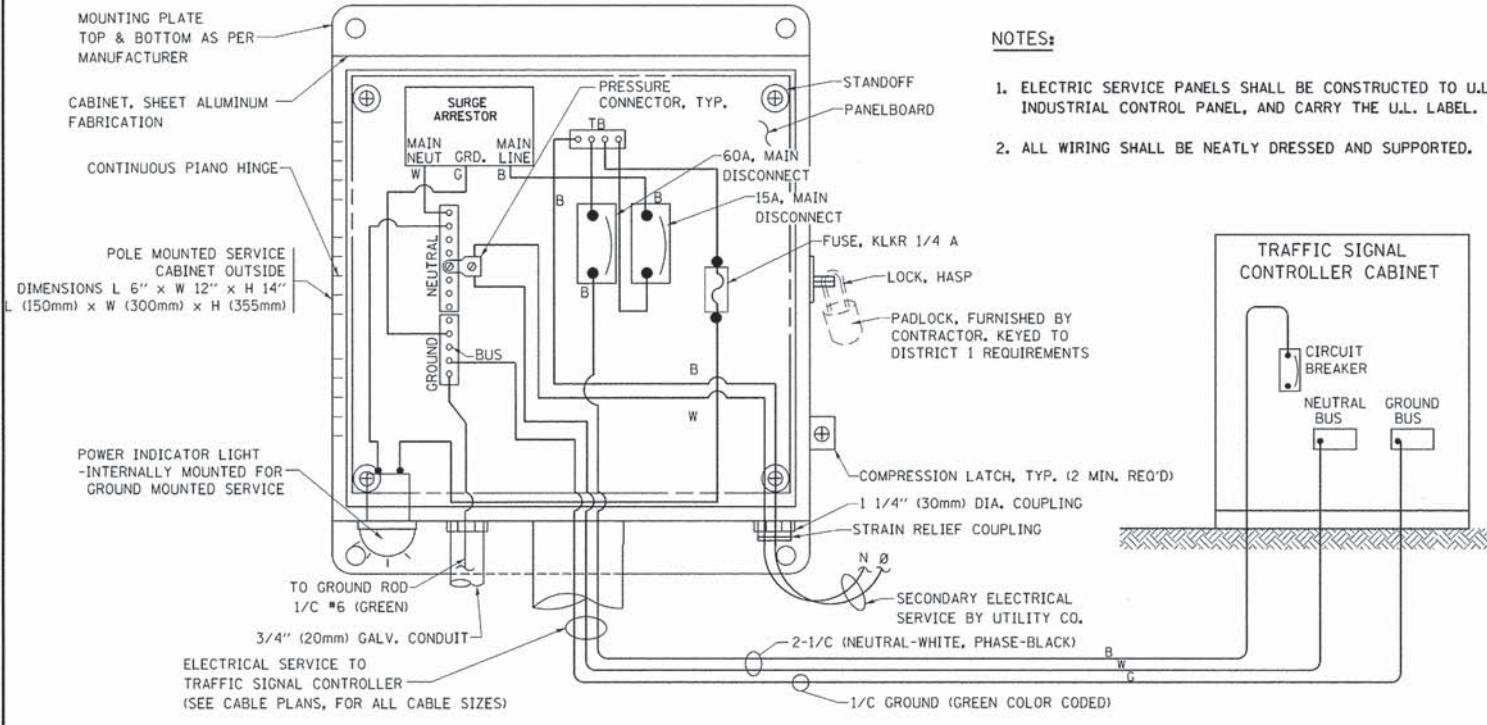 MOUNTING PLATE
TOP & BOTTOM AS PER
MANUFACTURER
CABINET, SHEET ALUMINUM
FABRICATION
CONTINUOUS PIANO HINGE
POLE MOUNTED SERVICE
CABINET OUTSIDE
DIMENSIONS L 6" x W 12" x H 14"
L (150mm) x W (300mm) x H (355mm)
POWER INDICATOR LIGHT
-INTERNALLY MOUNTED FOR
GROUND MOUNTED SERVICE
TO GROUND ROD
1/C #6 (GREEN)
3/4" (20mm) GALV. CONDUIT
ELECTRICAL SERVICE TO
TRAFFIC SIGNAL CONTROLLER
(SEE CABLE PLANS, FOR ALL CABLE SIZES)
SURGE
ARRESTOR
MAIN
NEUT
GRD.
MAIN
LINE
W
G
B
NEUTRAL
GROUND
BUS
PRESSURE
CONNECTOR, TYP.
TB
B
B
B
B
W
STANDOFF
PANELBOARD
60A, MAIN
DISCONNECT
15A, MAIN
DISCONNECT
FUSE, KLKR 1/4 A
LOCK, HASP
PADLOCK, FURNISHED BY
CONTRACTOR. KEYED TO
DISTRICT 1 REQUIREMENTS
COMPRESSION LATCH, TYP. (2 MIN. REQ'D)
1 1/4" (30mm) DIA. COUPLING
STRAIN RELIEF COUPLING
N Ø
SECONDARY ELECTRICAL
SERVICE BY UTILITY CO.
2-1/C (NEUTRAL-WHITE, PHASE-BLACK)
B
W
G
1/C GROUND (GREEN COLOR CODED)
NOTES:
1. ELECTRIC SERVICE PANELS SHALL BE CONSTRUCTED TO U.L
INDUSTRIAL CONTROL PANEL, AND CARRY THE U.L. LABEL.
2. ALL WIRING SHALL BE NEATLY DRESSED AND SUPPORTED.
TRAFFIC SIGNAL
CONTROLLER CABINET
CIRCUIT
BREAKER
NEUTRAL
BUS
GROUND
BUS